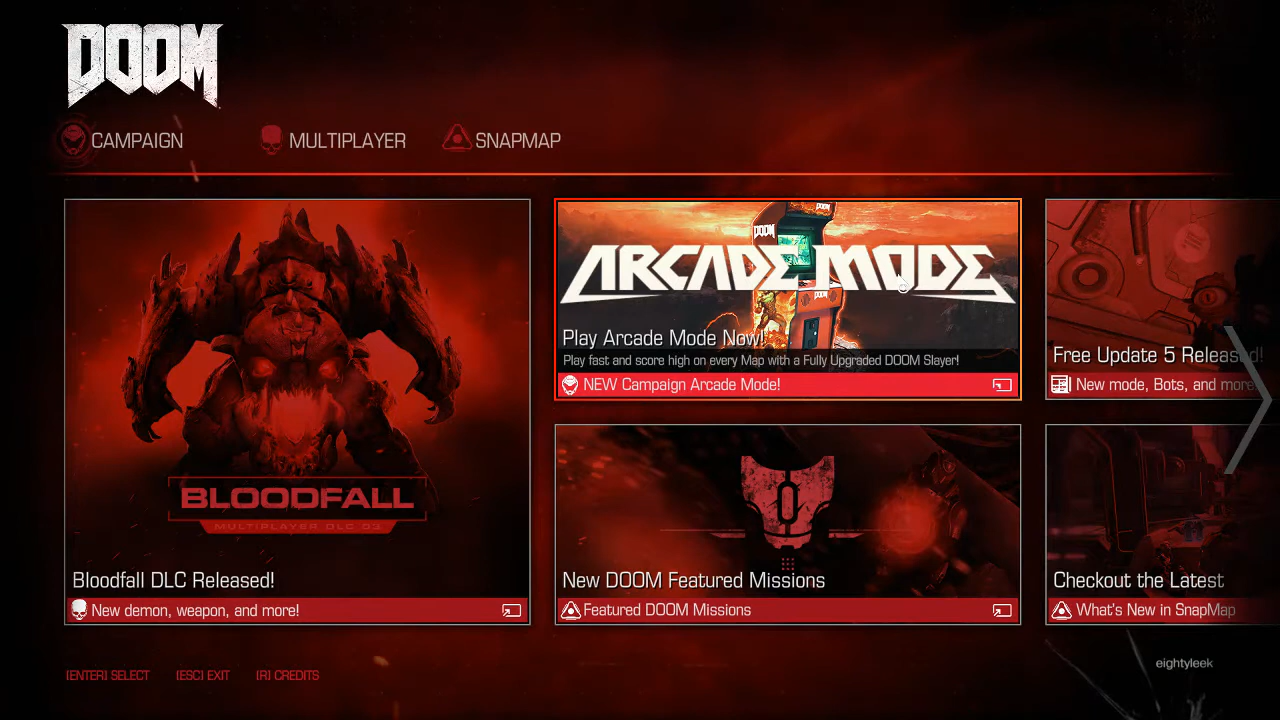 DOOM
CAMPAIGN
MULTIPLAYER
SNAPMAP
BLOODFALL
MULTIPLAYER DLC 03
Bloodfall DLC Released!
New demon, weapon, and more!
DOOM
DOOM
ARCADE MODE
DOOM
Play Arcade Mode Now!
Play fast and score high on every Map with a Fully Upgraded DOOM Slayer!
NEW Campaign Arcade Mode!
New DOOM Featured Missions
Featured DOOM Missions
Free Update 5 Released!
New mode, Bots, and more
Checkout the Latest
What's New in SnapMap
[ENTER] SELECT
[ESC] EXIT
[R] CREDITS
eightyleek